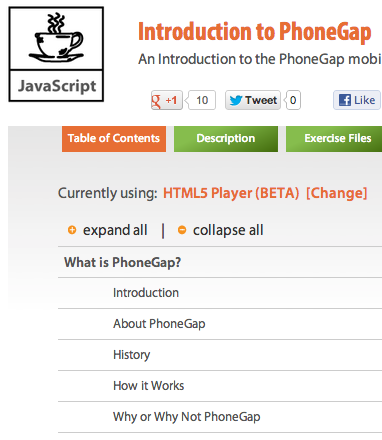 JavaScript
Introduction to PhoneGap
An Introduction to the PhoneGap mobi
+1 10 Tweet 0 Like
Table of Contents Description Exercise Files
Currently using: HTML5 Player (BETA) [Change]
expand all | collapse all
What is PhoneGap?
Introduction
About PhoneGap
History
How it Works
Why or Why Not PhoneGap